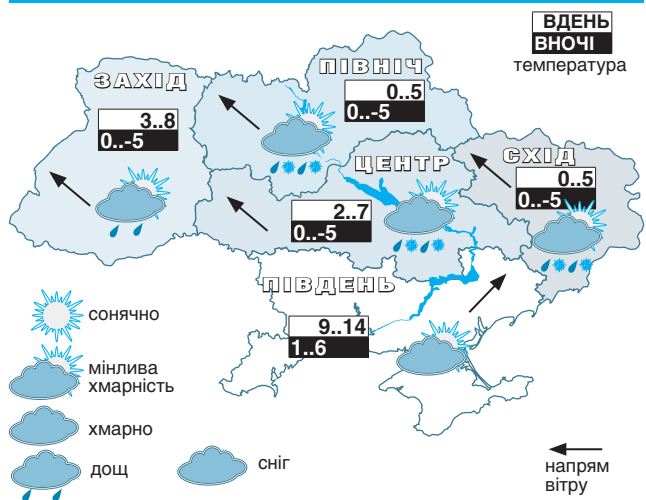 ВДЕНЬ
ВНОЧІ
температура
ЗАХІД
3..8
0..-5
ПІВНІЧ
0..5
0..-5
ЦЕНТР
2..7
0..-5
СХІД
0..5
0..-5
ПІВДЕНЬ
9..14
1..6
сонячно
мінлива
хмарність
хмарно
дощ
сніг
напрям
вітру